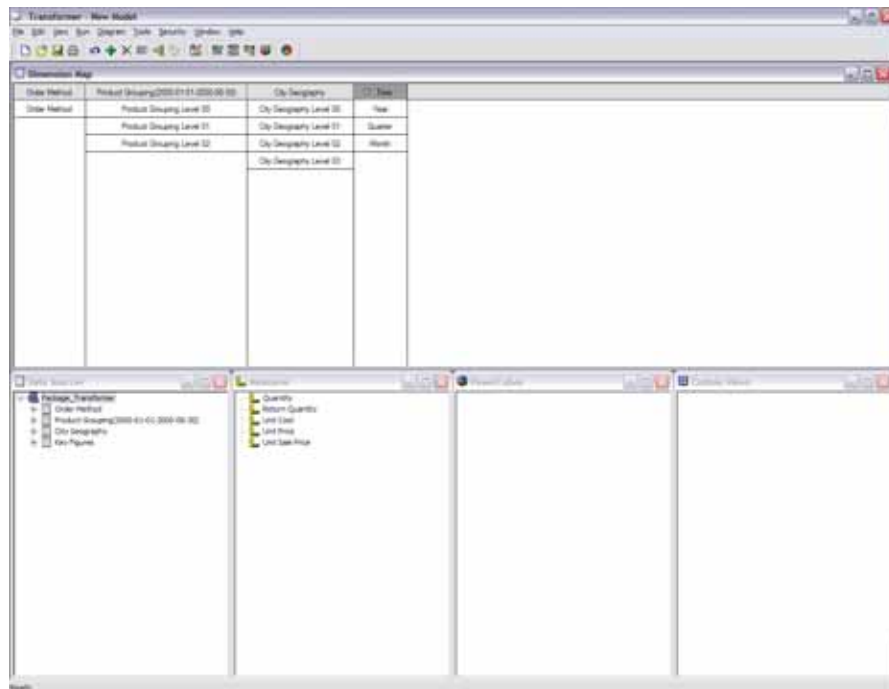 Transformer - New Model
File Edit View Run Diagram Tools Security Window Help
Dimension Map
Order Method Product Grouping(2000-01-01-2000-06-30) City Geography Time
Order Method Product Grouping Level 00 City Geography Level 00 Year
Product Grouping Level 01 City Geography Level 01 Quarter
Product Grouping Level 02 City Geography Level 02 Month
City Geography Level 03
Data Sources
Package_Transformer
Order Method
Product Grouping(2000-01-01-2000-06-30)
City Geography
Key Figures
Measures
Quantity
Return Quantity
Unit Cost
Unit Price
Unit Sale Price
PowerCubes
Custom Views
Ready